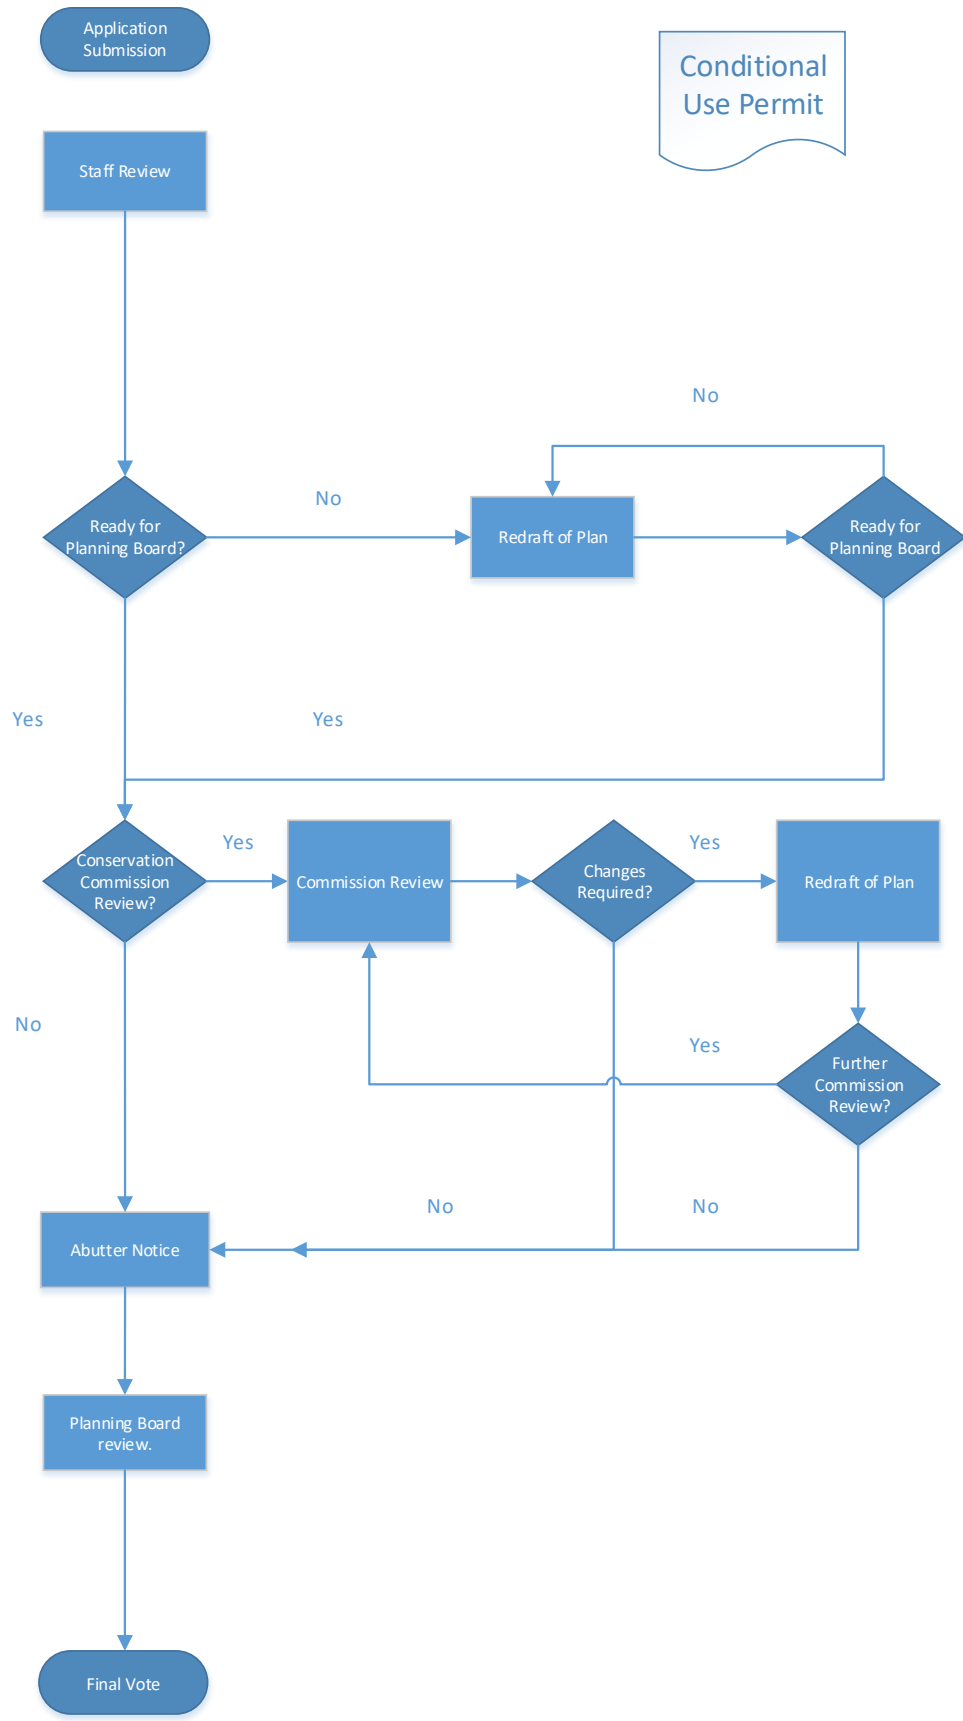 Application
Submission
Conditional
Use Permit
Staff Review
No
No
Ready for
Planning Board?
Redraft of Plan
Ready for
Planning Board
Yes
Yes
Conservation
Commission
Review?
Yes
Commission Review
Changes
Required?
Yes
Redraft of Plan
No
Yes
Further
Commission
Review?
No
No
Abutter Notice
Planning Board
review.
Final Vote